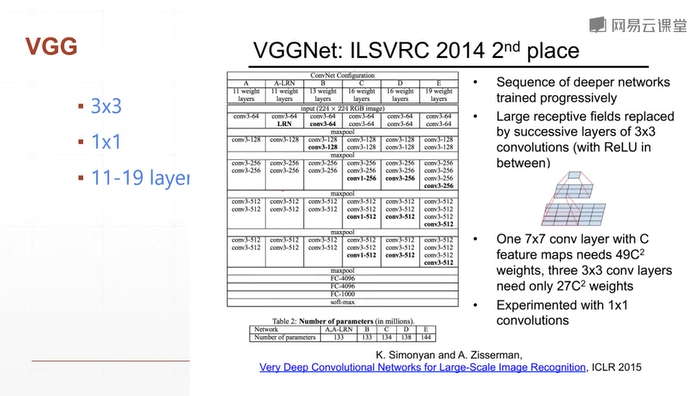 网易云课堂
VGG
▪ 3x3
▪ 1x1
▪ 11-19 layer
VGGNet: ILSVRC 2014 2nd place
ConvNet Configuration
A A-LRN B C D E
11 weight 11 weight 13 weight 16 weight 16 weight 19 weight
layers layers layers layers layers layers
input (224 × 224 RGB image)
conv3-64 conv3-64 conv3-64 conv3-64 conv3-64 conv3-64
LRN conv3-64 conv3-64 conv3-64 conv3-64
maxpool
conv3-128 conv3-128 conv3-128 conv3-128 conv3-128 conv3-128
conv3-128 conv3-128 conv3-128 conv3-128
maxpool
conv3-256 conv3-256 conv3-256 conv3-256 conv3-256 conv3-256
conv3-256 conv3-256 conv3-256 conv3-256 conv3-256 conv3-256
conv1-256 conv3-256 conv3-256
conv3-256
maxpool
conv3-512 conv3-512 conv3-512 conv3-512 conv3-512 conv3-512
conv3-512 conv3-512 conv3-512 conv3-512 conv3-512 conv3-512
conv1-512 conv3-512 conv3-512
conv3-512
maxpool
conv3-512 conv3-512 conv3-512 conv3-512 conv3-512 conv3-512
conv3-512 conv3-512 conv3-512 conv3-512 conv3-512 conv3-512
conv1-512 conv3-512 conv3-512
conv3-512
maxpool
FC-4096
FC-4096
FC-1000
soft-max
Table 2: Number of parameters (in millions).
Network A,A-LRN B C D E
Number of parameters 133 133 134 138 144
• Sequence of deeper networks
trained progressively
• Large receptive fields replaced
by successive layers of 3x3
convolutions (with ReLU in
between)
• One 7x7 conv layer with C
feature maps needs 49C²
weights, three 3x3 conv layers
need only 27C² weights
• Experimented with 1x1
convolutions
K. Simonyan and A. Zisserman,
Very Deep Convolutional Networks for Large-Scale Image Recognition, ICLR 2015